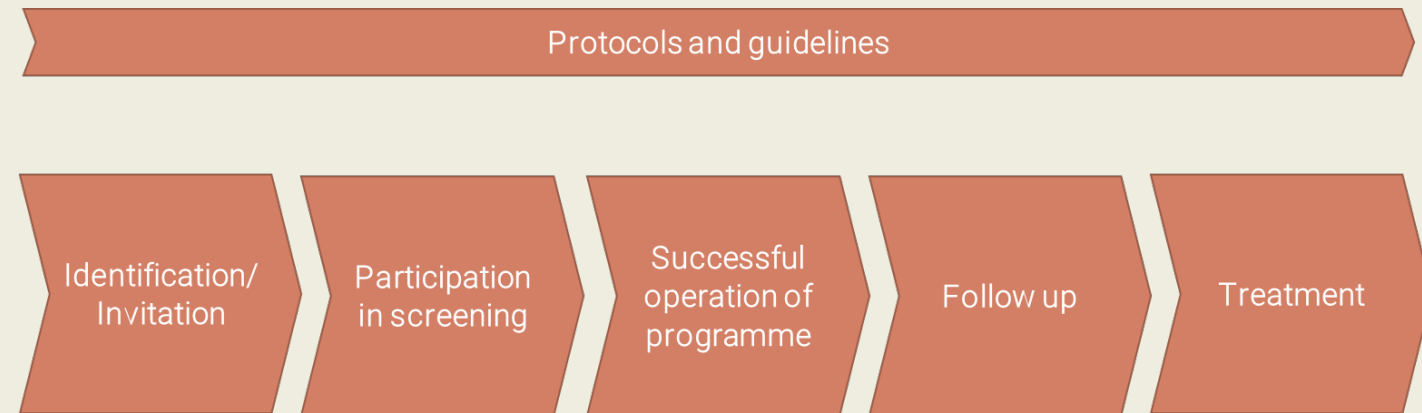 Protocols and guidelines
Identification/
Invitation
Participation
in screening
Successful
operation of
programme
Follow up
Treatment